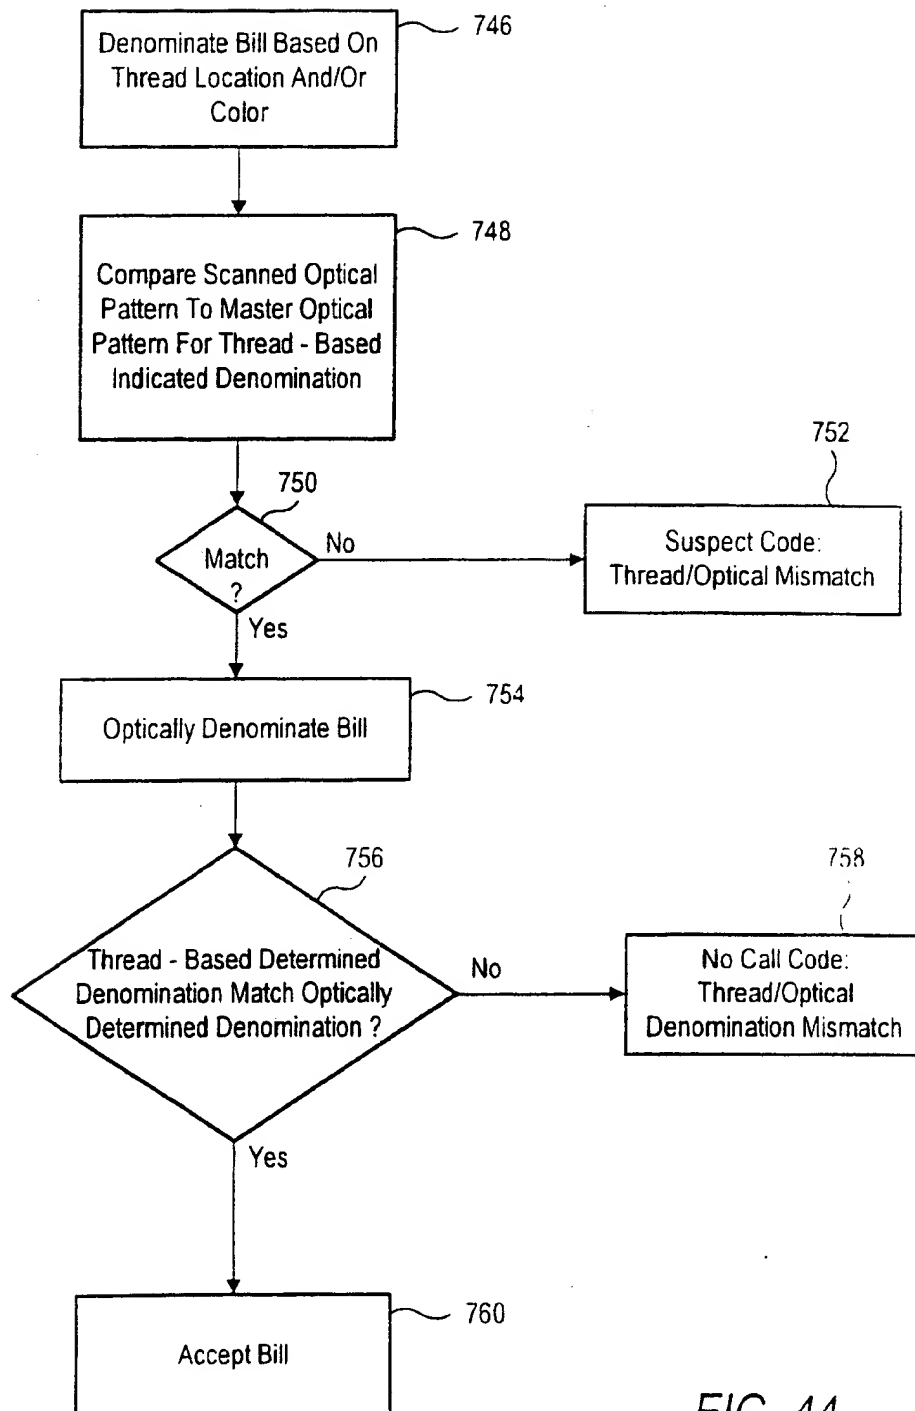 746
Denominate Bill Based On
Thread Location And/Or
Color
748
Compare Scanned Optical
Pattern To Master Optical
Pattern For Thread - Based
Indicated Denomination
750
Match
?
No
Yes
752
Suspect Code:
Thread/Optical Mismatch
754
Optically Denominate Bill
756
Thread - Based Determined
Denomination Match Optically
Determined Denomination ?
No
Yes
758
No Call Code:
Thread/Optical
Denomination Mismatch
760
Accept Bill
FIG. 44